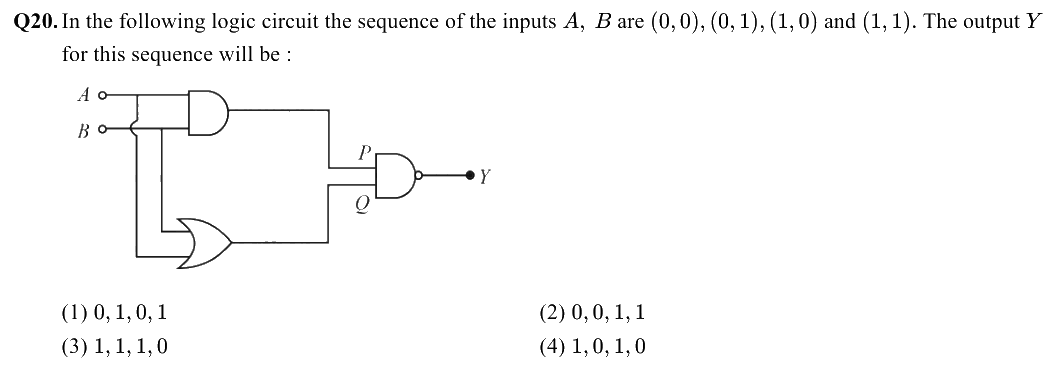 Q20. In the following logic circuit the sequence of the inputs A, B are (0, 0), (0, 1), (1, 0) and (1, 1). The output Y
for this sequence will be :
A
B
P
Y
Q
(1) 0, 1, 0, 1
(2) 0, 0, 1, 1
(3) 1, 1, 1, 0
(4) 1, 0, 1, 0